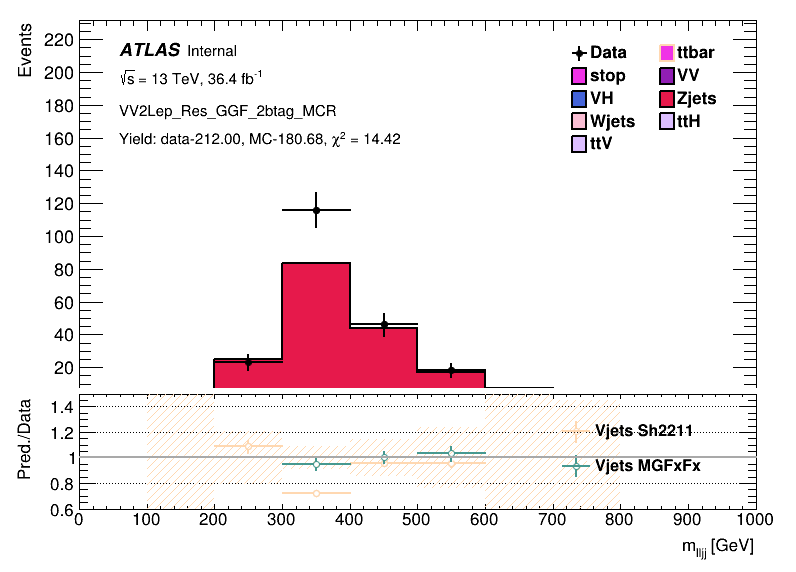 Events
220
200
180
160
140
120
100
80
60
40
20
ATLAS Internal
√s = 13 TeV, 36.4 fb⁻¹
VV2Lep_Res_GGF_2btag_MCR
Yield: data-212.00, MC-180.68, χ² = 14.42
Data ttbar
stop VV
VH Zjets
Wjets ttH
ttV
Pred./Data
1.4
1.2
1
0.8
0.6
Vjets Sh2211
Vjets MGFxFx
0 100 200 300 400 500 600 700 800 900 1000
m_lljj [GeV]